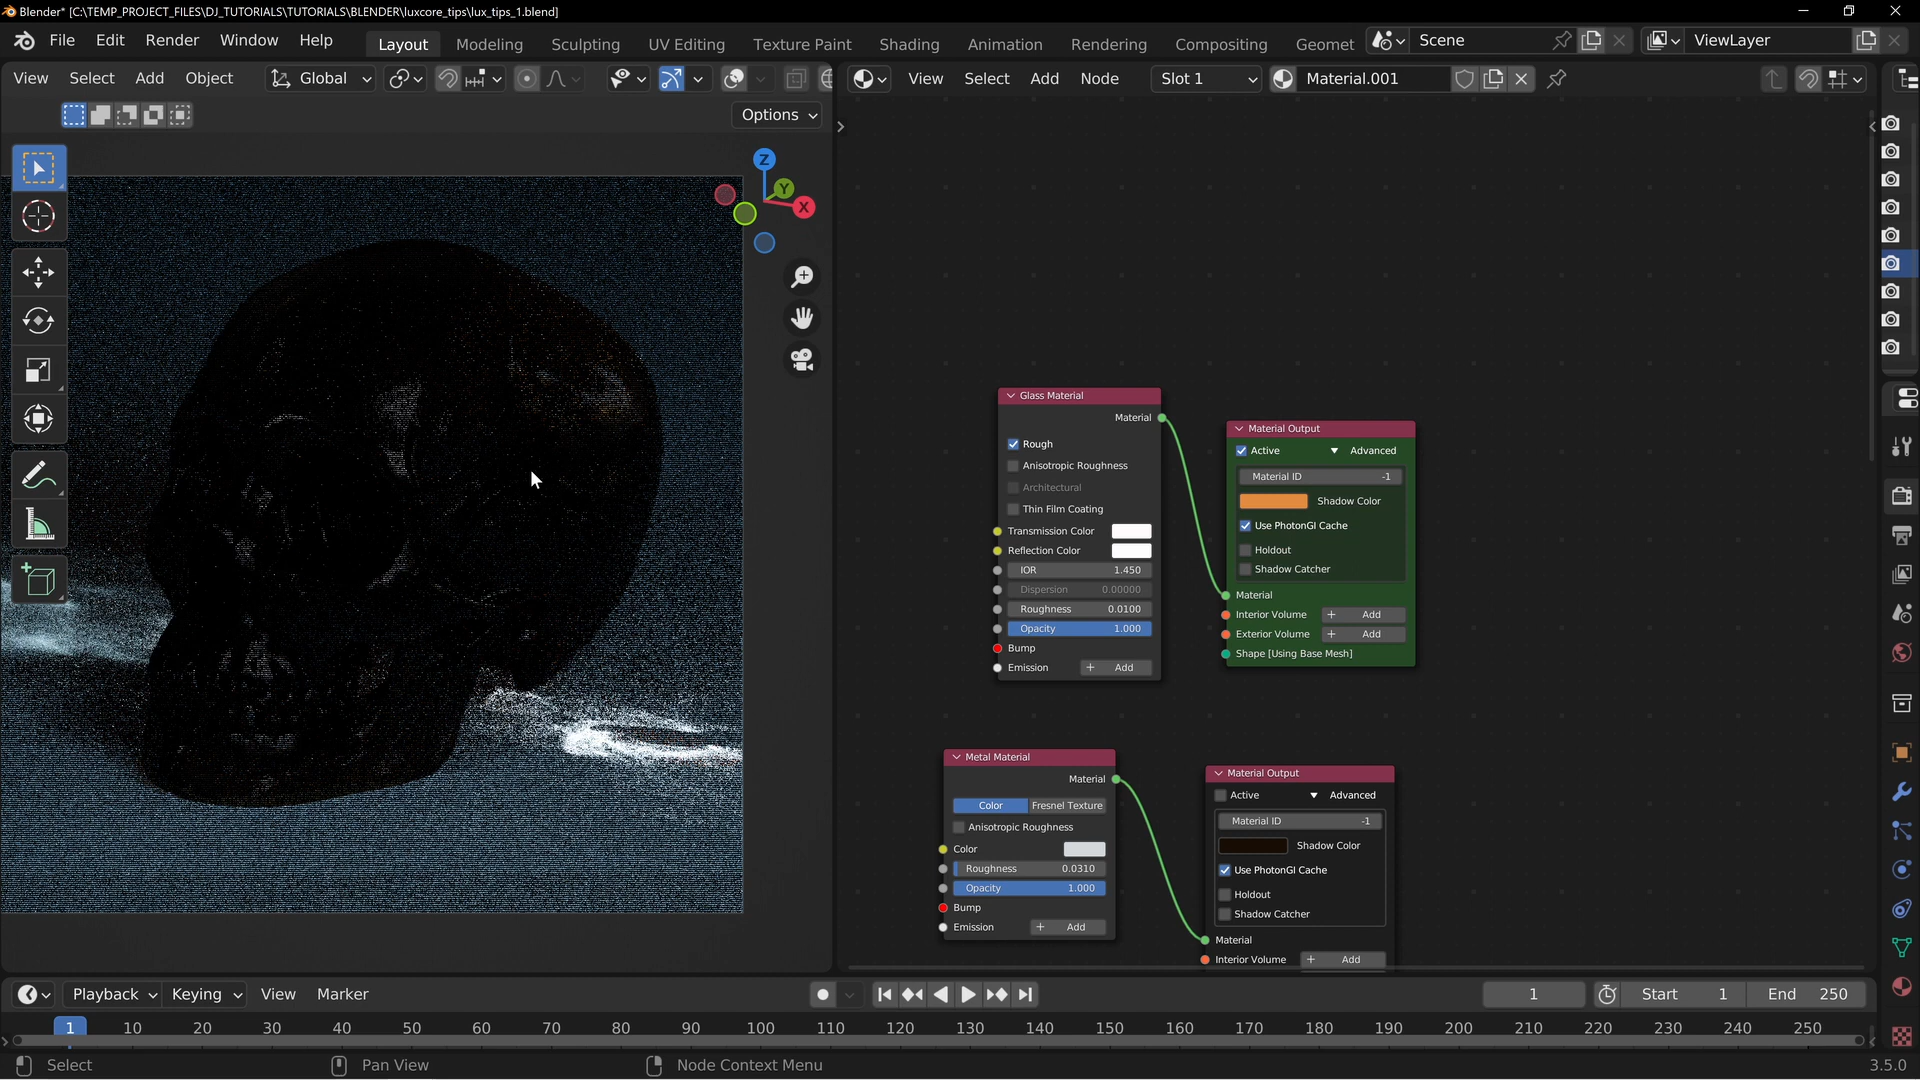 Blender* [C:\TEMP_PROJECT_FILES\DJ_TUTORIALS\TUTORIALS\BLENDER\luxcore_tips\lux_tips_1.blend]
File Edit Render Window Help Layout Modeling Sculpting UV Editing Texture Paint Shading Animation Rendering Compositing Geomet Scene ViewLayer
View Select Add Object Global View Select Add Node Slot 1 Material.001
Options
Z
Y
X
Glass Material
Material
Rough
Anisotropic Roughness
Architectural
Thin Film Coating
Transmission Color
Reflection Color
IOR 1.450
Dispersion 0.00000
Roughness 0.0100
Opacity 1.000
Bump
Emission + Add
Material Output
Active Advanced
Material ID -1
Shadow Color
Use PhotonGI Cache
Holdout
Shadow Catcher
Material
Interior Volume + Add
Exterior Volume + Add
Shape [Using Base Mesh]
Metal Material
Material
Color Fresnel Texture
Anisotropic Roughness
Color
Roughness 0.0310
Opacity 1.000
Bump
Emission + Add
Material Output
Active Advanced
Material ID -1
Shadow Color
Use PhotonGI Cache
Holdout
Shadow Catcher
Material
Interior Volume + Add
Playback Keying View Marker 1 Start 1 End 250
1 10 20 30 40 50 60 70 80 90 100 110 120 130 140 150 160 170 180 190 200 210 220 230 240 250
Select Pan View Node Context Menu 3.5.0